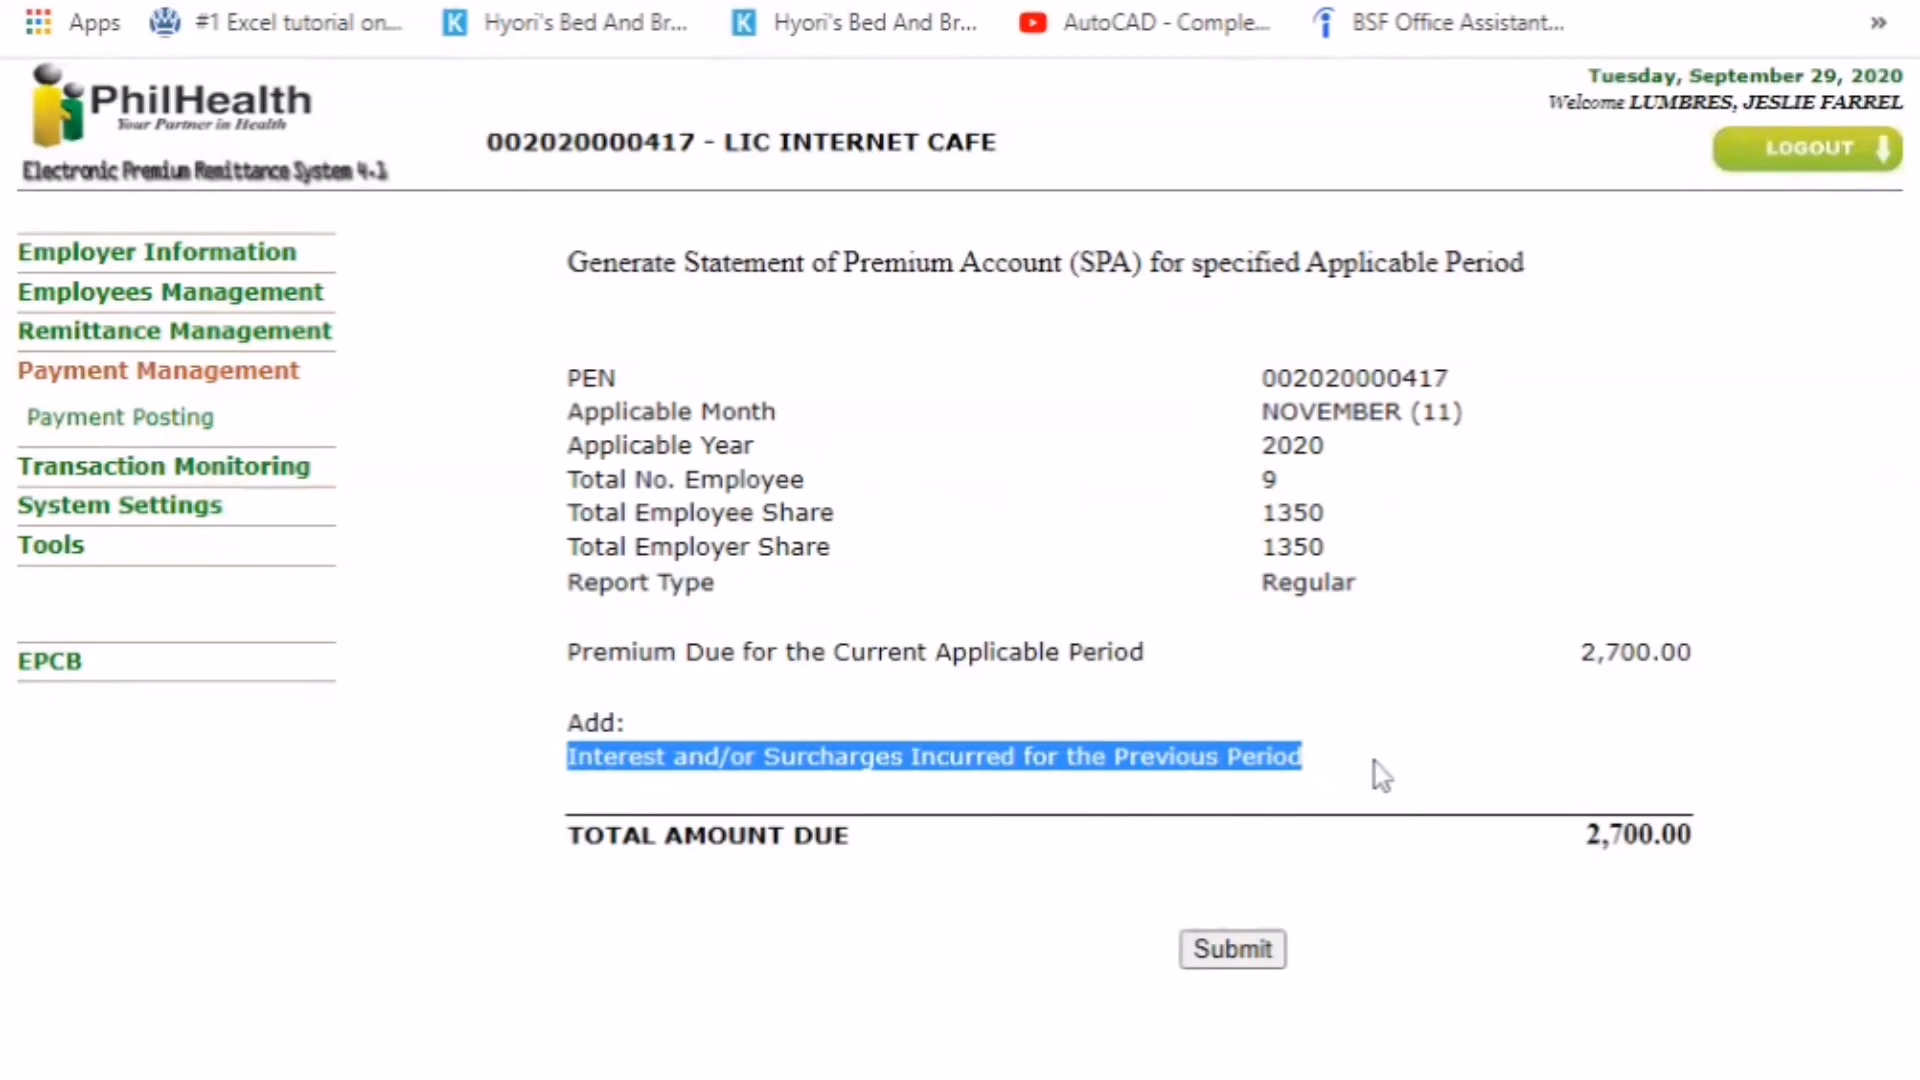 Apps #1 Excel tutorial on... Hyori's Bed And Br... Hyori's Bed And Br... AutoCAD - Comple... BSF Office Assistant... »
PhilHealth
Your Partner in Health
Electronic Premium Remittance System 4.1
002020000417 - LIC INTERNET CAFE
Tuesday, September 29, 2020
Welcome LUMBRES, JESLIE FARREL
LOGOUT
Employer Information
Employees Management
Remittance Management
Payment Management
Payment Posting
Transaction Monitoring
System Settings
Tools
EPCB
Generate Statement of Premium Account (SPA) for specified Applicable Period
PEN 002020000417
Applicable Month NOVEMBER (11)
Applicable Year 2020
Total No. Employee 9
Total Employee Share 1350
Total Employer Share 1350
Report Type Regular
Premium Due for the Current Applicable Period 2,700.00
Add:
Interest and/or Surcharges Incurred for the Previous Period
TOTAL AMOUNT DUE 2,700.00
Submit